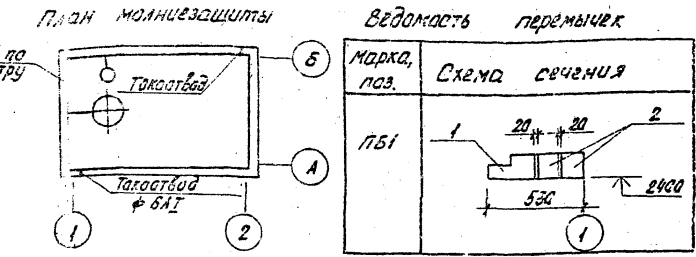 План молниезащиты
по
ТРУ
Токоотвод
Б
А
Токоотвод
ф 6АI
1
2
Ведомость перемычек
Марка, поз.
Схема сечения
ПБ1
1
20
20
2
530
2400
1